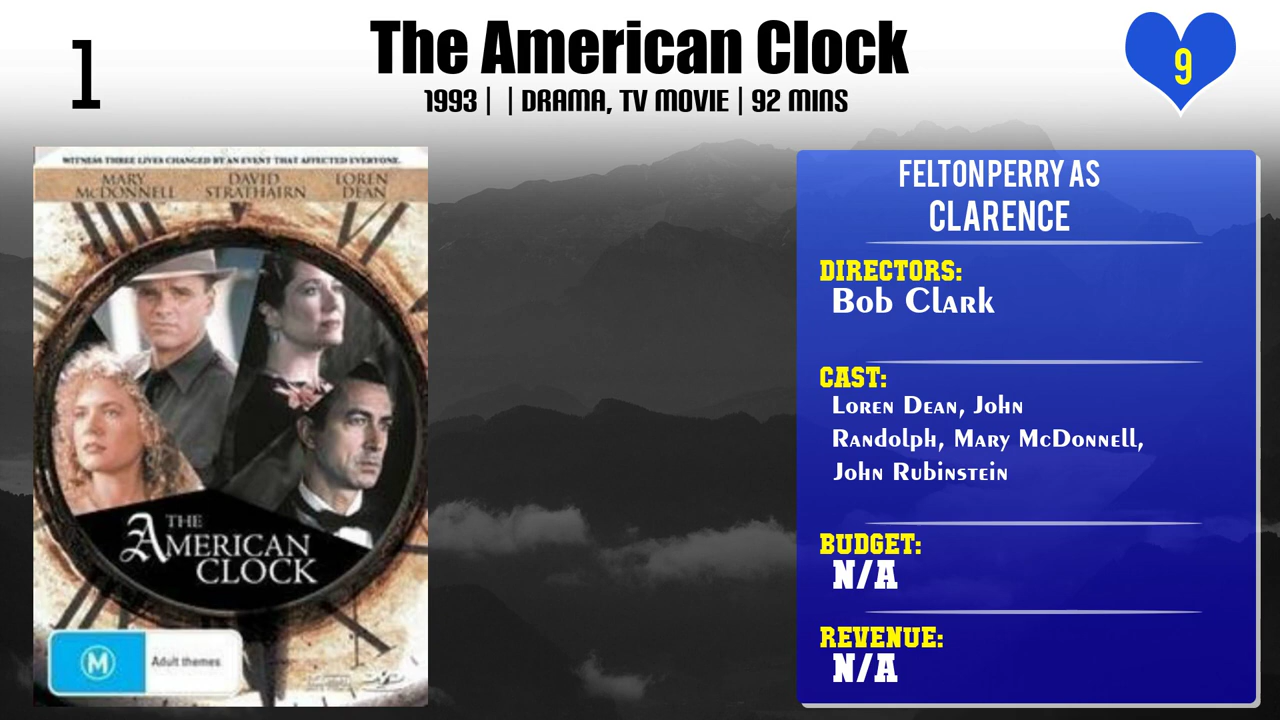 1
The American Clock
9
1993 | | DRAMA, TV MOVIE | 92 MINS
WITNESS THREE LIVES CHANGED BY AN EVENT THAT AFFECTED EVERYONE.
MARY McDONNELL
DAVID STRATHAIRN
LOREN DEAN
THE
AMERICAN
CLOCK
M
Adult themes
FELTON PERRY AS
CLARENCE
DIRECTORS:
Bob Clark
CAST:
Loren Dean, John
Randolph, Mary McDonnell,
John Rubinstein
BUDGET:
N/A
REVENUE:
N/A